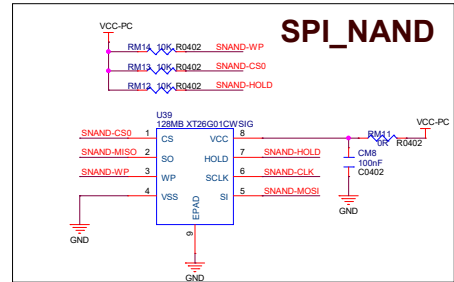 SPI_NAND
VCC-PC
RM14 10K R0402 SNAND-WP
RM13 10K R0402 SNAND-CS0
RM12 10K R0402 SNAND-HOLD
U39
128MB XT26G01CWSIG
VCC-PC
SNAND-CS0 1 CS VCC 8 RM11 0R R0402
SNAND-MISO 2 SO HOLD 7 SNAND-HOLD
SNAND-WP 3 WP SCLK 6 SNAND-CLK
4 VSS SI 5 SNAND-MOSI
CM8
100nF
C0402
EPAD
9
GND
GND
GND